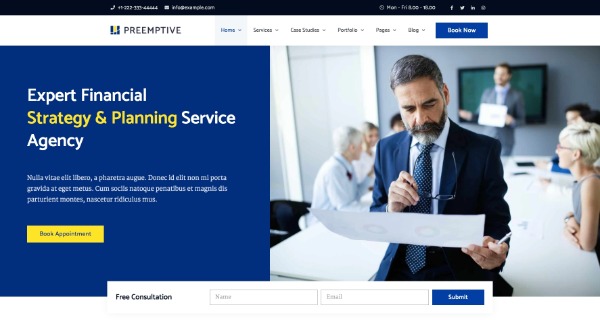 +1-222-333-44444 info@example.com Mon - Fri 8.00 - 18.00
PREEMPTIVE Home Services Case Studies Portfolio Pages Blog Book Now
Expert Financial
Strategy & Planning Service
Agency
Nulla vitae elit libero, a pharetra augue. Donec id elit non mi porta
gravida at eget metus. Cum sociis natoque penatibus et magnis dis
parturient montes, nascetur ridiculus mus.
Book Appointment
Free Consultation Name Email Submit